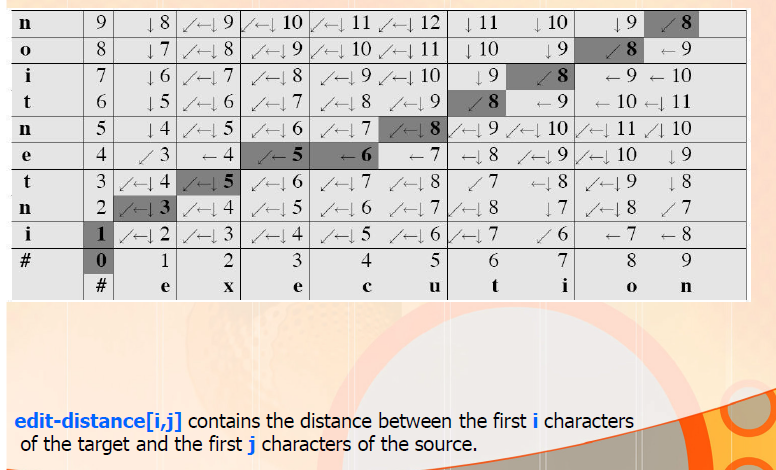 n 9 ↓ 8 ↙←↓ 9 ↙←↓ 10 ↙←↓ 11 ↙←↓ 12 ↓ 11 ↓ 10 ↓ 9 ↙ 8
o 8 ↓ 7 ↙←↓ 8 ↙←↓ 9 ↙←↓ 10 ↙←↓ 11 ↓ 10 ↓ 9 ↙ 8 ← 9
i 7 ↓ 6 ↙←↓ 7 ↙←↓ 8 ↙←↓ 9 ↙←↓ 10 ↓ 9 ↙ 8 ← 9 ← 10
t 6 ↓ 5 ↙←↓ 6 ↙←↓ 7 ↙←↓ 8 ↙←↓ 9 ↙ 8 ← 9 ← 10 ←↓ 11
n 5 ↓ 4 ↙←↓ 5 ↙←↓ 6 ↙←↓ 7 ↙←↓ 8 ↙←↓ 9 ↙←↓ 10 ↙←↓ 11 ↙↓ 10
e 4 ↙ 3 ← 4 ↙← 5 ← 6 ← 7 ←↓ 8 ↙←↓ 9 ↙←↓ 10 ↓ 9
t 3 ↙←↓ 4 ↙←↓ 5 ↙←↓ 6 ↙←↓ 7 ↙←↓ 8 ↙ 7 ←↓ 8 ↙←↓ 9 ↓ 8
n 2 ↙←↓ 3 ↙←↓ 4 ↙←↓ 5 ↙←↓ 6 ↙←↓ 7 ↙←↓ 8 ↓ 7 ↙←↓ 8 ↙ 7
i 1 ↙←↓ 2 ↙←↓ 3 ↙←↓ 4 ↙←↓ 5 ↙←↓ 6 ↙←↓ 7 ↙ 6 ← 7 ← 8
# 0 1 2 3 4 5 6 7 8 9
# e x e c u t i o n
edit-distance[i,j] contains the distance between the first i characters
of the target and the first j characters of the source.